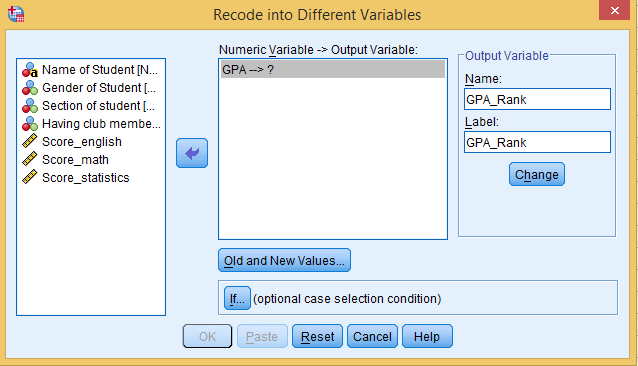 Recode into Different Variables
Name of Student [N...
Gender of Student [...
Section of student [...
Having club membe...
Score_english
Score_math
Score_statistics
Numeric Variable -> Output Variable:
GPA --> ?
Output Variable
Name:
GPA_Rank
Label:
GPA_Rank
Change
Old and New Values...
If... (optional case selection condition)
OK Paste Reset Cancel Help